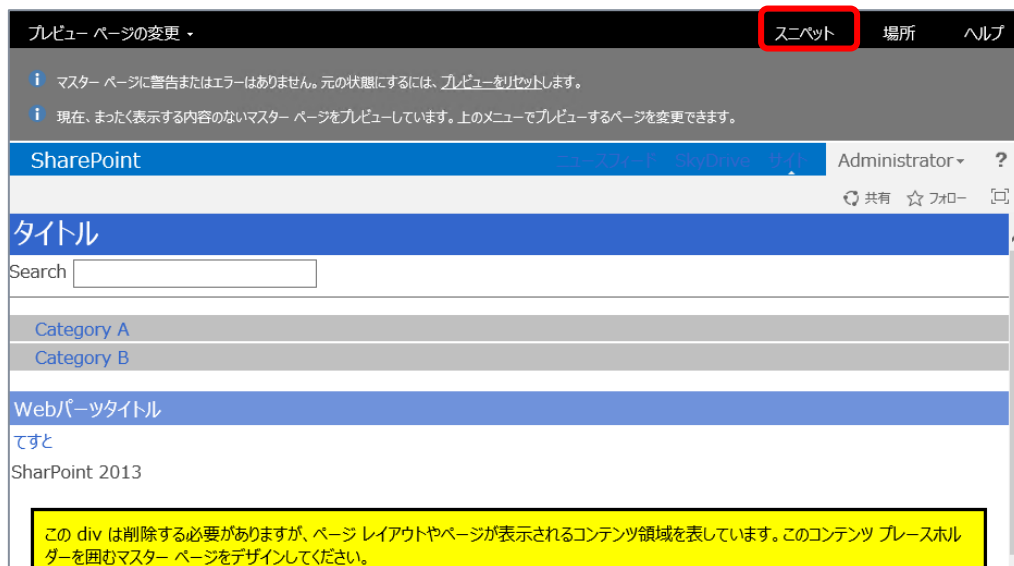 プレビュー ページの変更 スニペット 場所 ヘルプ
マスター ページに警告またはエラーはありません。元の状態にするには、プレビューをリセットします。
現在、まったく表示する内容のないマスター ページをプレビューしています。上のメニューでプレビューするページを変更できます。
SharePoint ニュースフィード SkyDrive サイト Administrator ?
共有 フォロー
タイトル
Search
Category A
Category B
Webパーツタイトル
てすと
SharPoint 2013
この div は削除する必要がありますが、ページ レイアウトやページが表示されるコンテンツ領域を表しています。このコンテンツ プレースホル
ダーを囲むマスター ページをデザインしてください。